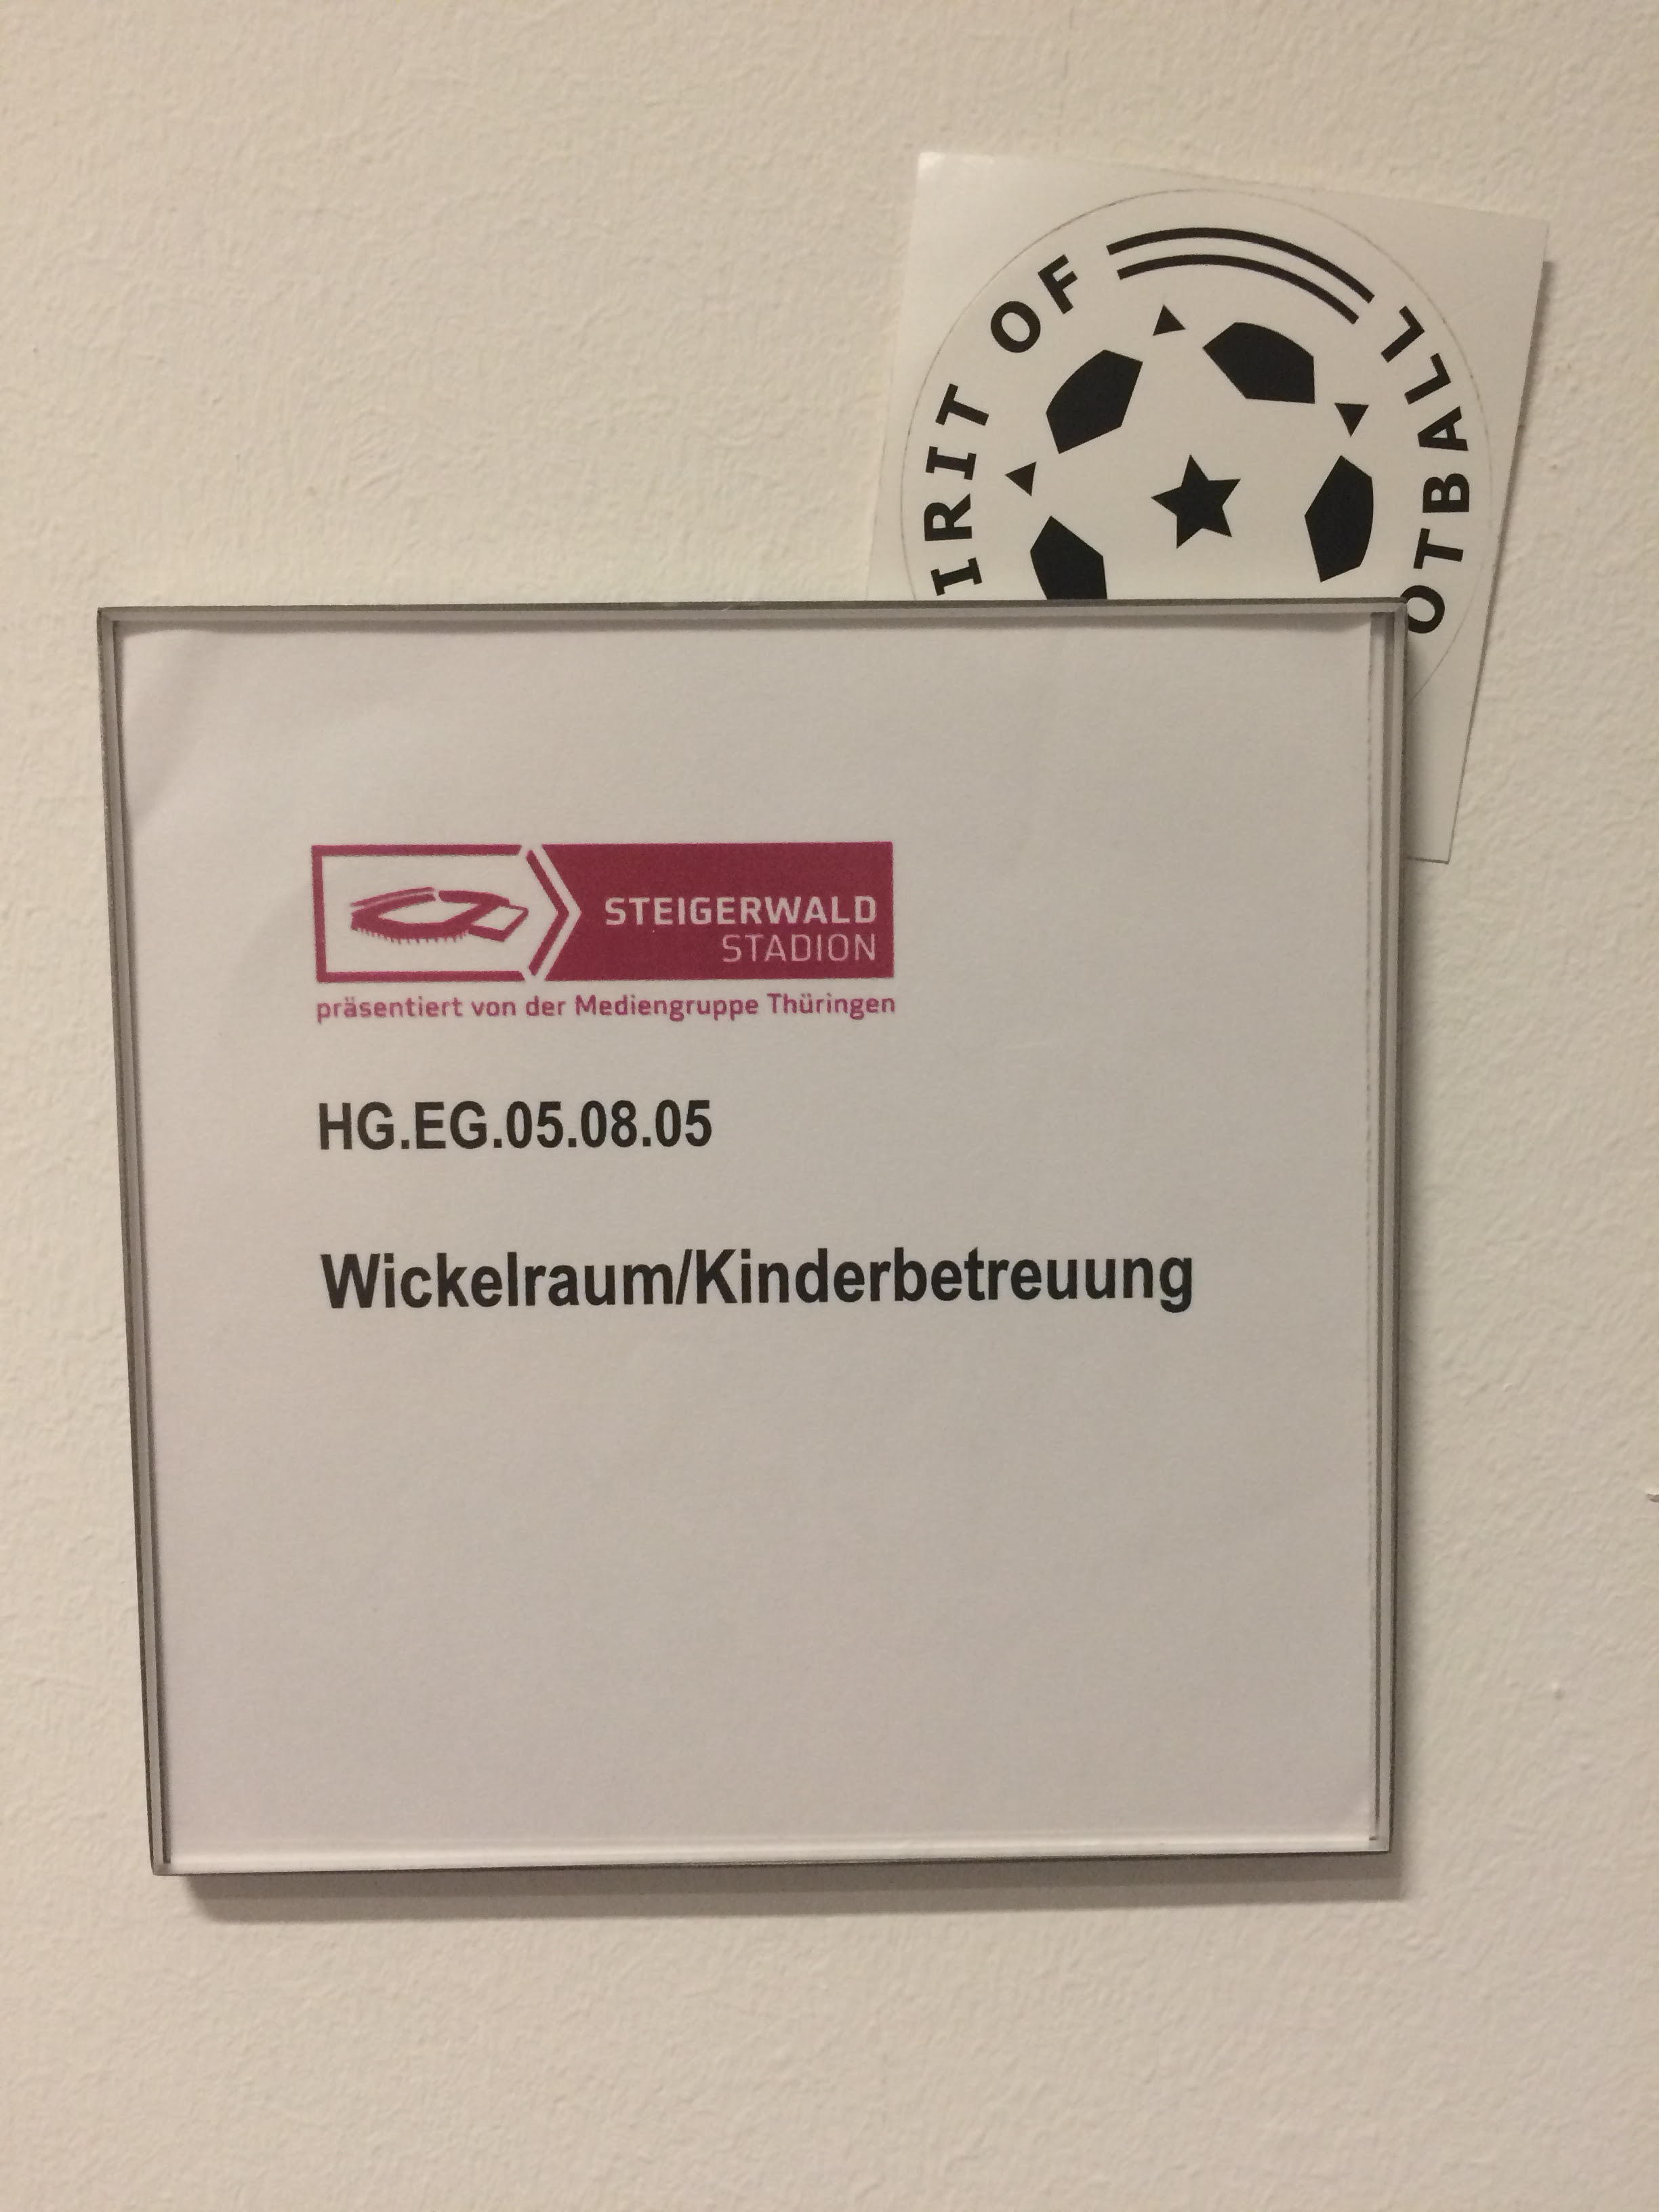 IRIT OF
OTBALL
STEIGERWALD
STADION
präsentiert von der Mediengruppe Thüringen
HG.EG.05.08.05
Wickelraum/Kinderbetreuung